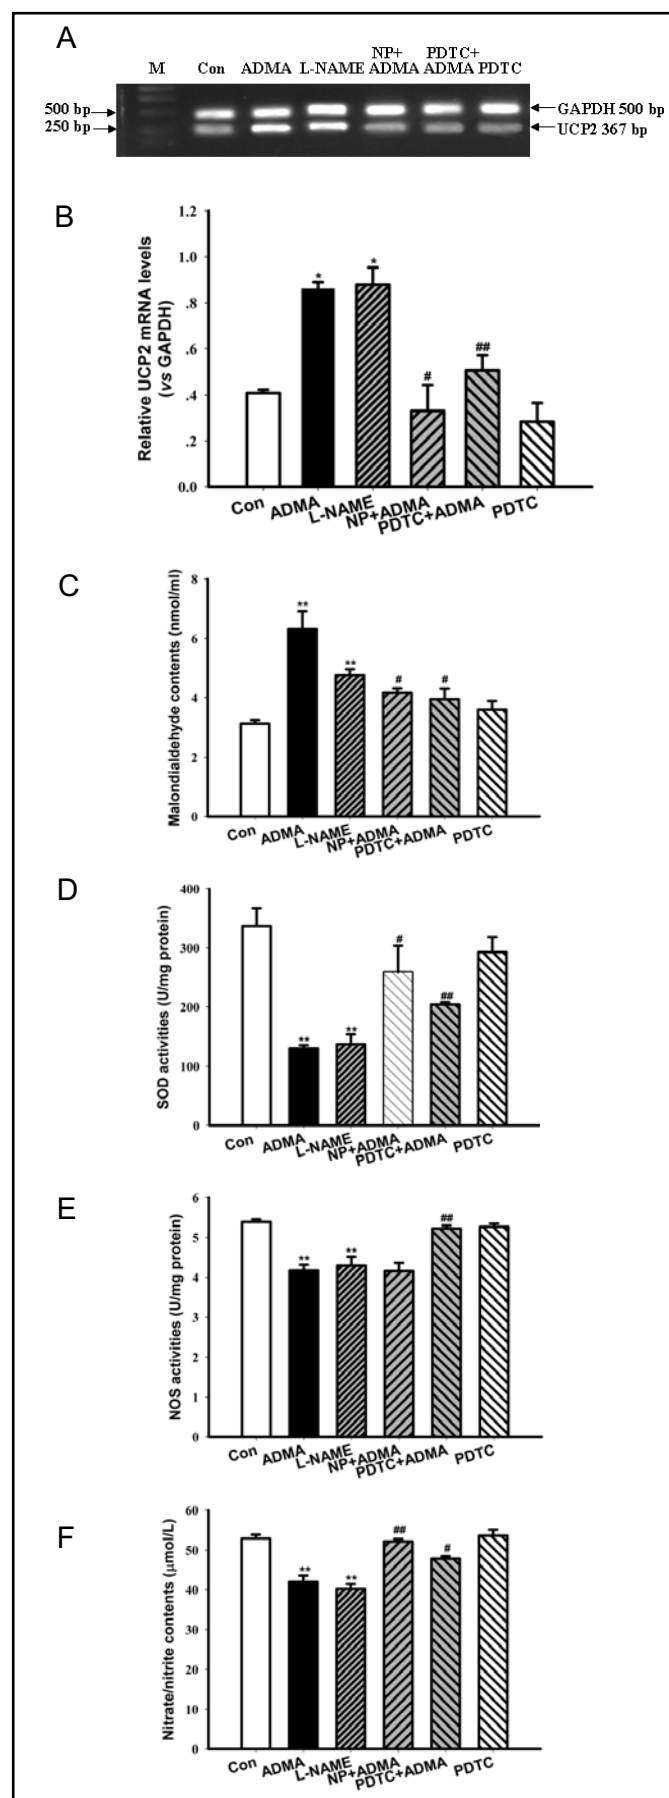 A
NP+ PDTC+
M Con ADMA L-NAME ADMA ADMA PDTC
500 bp GAPDH 500 bp
250 bp UCP2 367 bp
B
Relative UCP2 mRNA levels
(vs GAPDH)
1.2
1.0
.8
.6
.4
.2
0.0
*
*
#
##
Con
ADMA
L-NAME
NP+ADMA
PDTC+ADMA
PDTC
C
Malondialdehyde contents (nmol/ml)
8
6
4
2
0
**
**
#
#
Con
ADMA
L-NAME
NP+ADMA
PDTC+ADMA
PDTC
D
SOD activities (U/mg protein)
400
300
200
100
0
**
**
#
##
Con
ADMA
L-NAME
NP+ADMA
PDTC+ADMA
PDTC
E
NOS activities (U/mg protein)
6
5
4
3
2
1
0
**
**
##
Con
ADMA
L-NAME
NP+ADMA
PDTC+ADMA
PDTC
F
Nitrate/nitrite contents (μmol/L)
60
50
40
30
20
10
0
**
**
##
#
Con
ADMA
L-NAME
NP+ADMA
PDTC+ADMA
PDTC